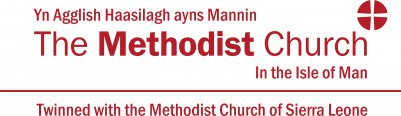 Yn Agglish Haasilagh ayns Mannin
The Methodist Church
In the Isle of Man
Twinned with the Methodist Church of Sierra Leone